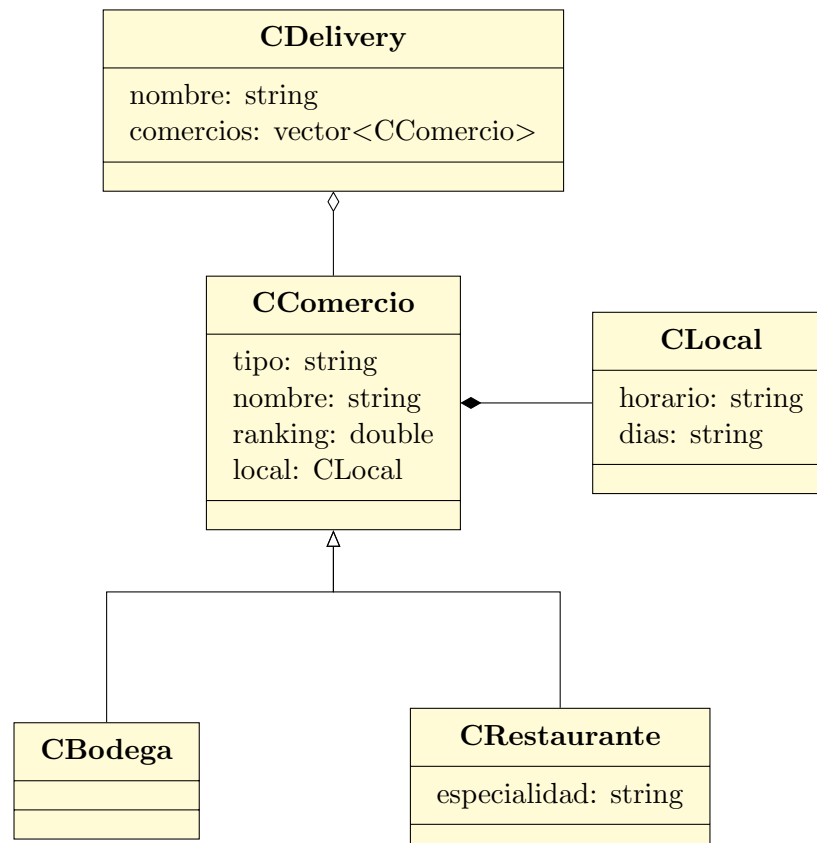 CDelivery
nombre: string
comercios: vector<CComercio>
CComercio
tipo: string
nombre: string
ranking: double
local: CLocal
CLocal
horario: string
dias: string
CBodega
CRestaurante
especialidad: string